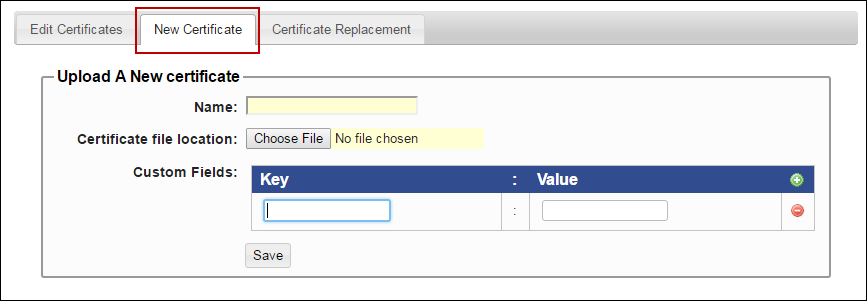 Edit Certificates New Certificate Certificate Replacement
Upload A New certificate
Name:
Certificate file location: Choose File No file chosen
Custom Fields: Key : Value
:
Save